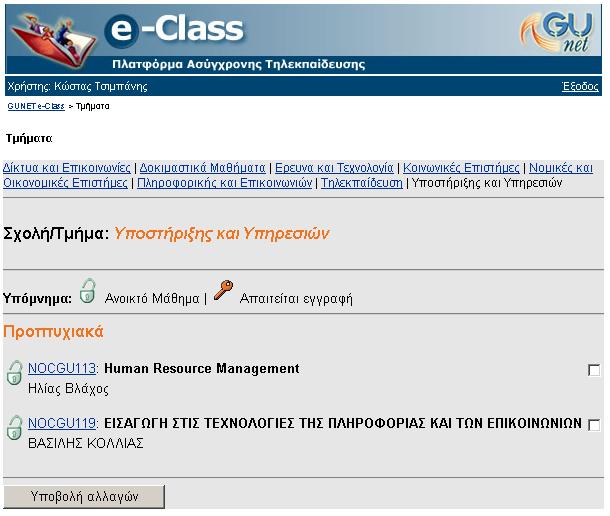 e-Class
GUnet
Πλατφόρμα Ασύγχρονης Τηλεκπαίδευσης
Χρήστης: Κώστας Τσιμπάνης Έξοδος
GUNET e-Class > Τμήματα
Τμήματα
Δίκτυα και Επικοινωνίες | Δοκιμαστικά Μαθήματα | Ερευνα και Τεχνολογία | Κοινωνικές Επιστήμες | Νομικές και
Οικονομικές Επιστήμες | Πληροφορικής και Επικοινωνιών | Τηλεκπαίδευση | Υποστήριξης και Υπηρεσιών
Σχολή/Τμήμα: Υποστήριξης και Υπηρεσιών
Υπόμνημα: Ανοικτό Μάθημα | Απαιτείται εγγραφή
Προπτυχιακά
NOCGU113: Human Resource Management
Ηλίας Βλάχος
NOCGU119: ΕΙΣΑΓΩΓΗ ΣΤΙΣ ΤΕΧΝΟΛΟΓΙΕΣ ΤΗΣ ΠΛΗΡΟΦΟΡΙΑΣ ΚΑΙ ΤΩΝ ΕΠΙΚΟΙΝΩΝΙΩΝ
ΒΑΣΙΛΗΣ ΚΟΛΛΙΑΣ
Υποβολή αλλαγών